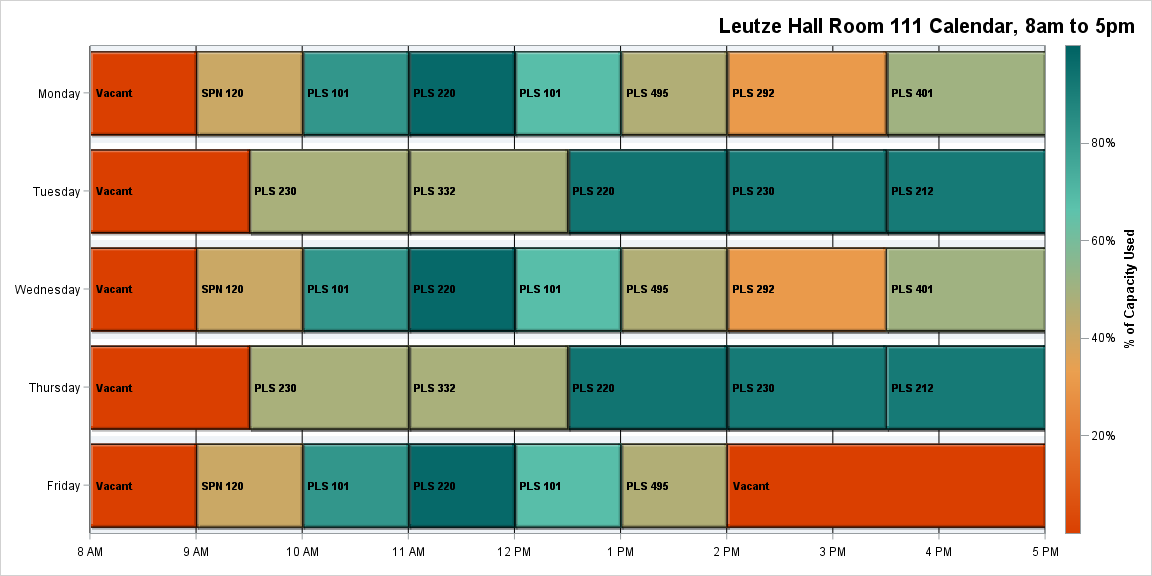 Leutze Hall Room 111 Calendar, 8am to 5pm
Monday
Vacant
SPN 120
PLS 101
PLS 220
PLS 101
PLS 495
PLS 292
PLS 401
Tuesday
Vacant
PLS 230
PLS 332
PLS 220
PLS 230
PLS 212
Wednesday
Vacant
SPN 120
PLS 101
PLS 220
PLS 101
PLS 495
PLS 292
PLS 401
Thursday
Vacant
PLS 230
PLS 332
PLS 220
PLS 230
PLS 212
Friday
Vacant
SPN 120
PLS 101
PLS 220
PLS 101
PLS 495
Vacant
8 AM
9 AM
10 AM
11 AM
12 PM
1 PM
2 PM
3 PM
4 PM
5 PM
80%
60%
40%
20%
% of Capacity Used